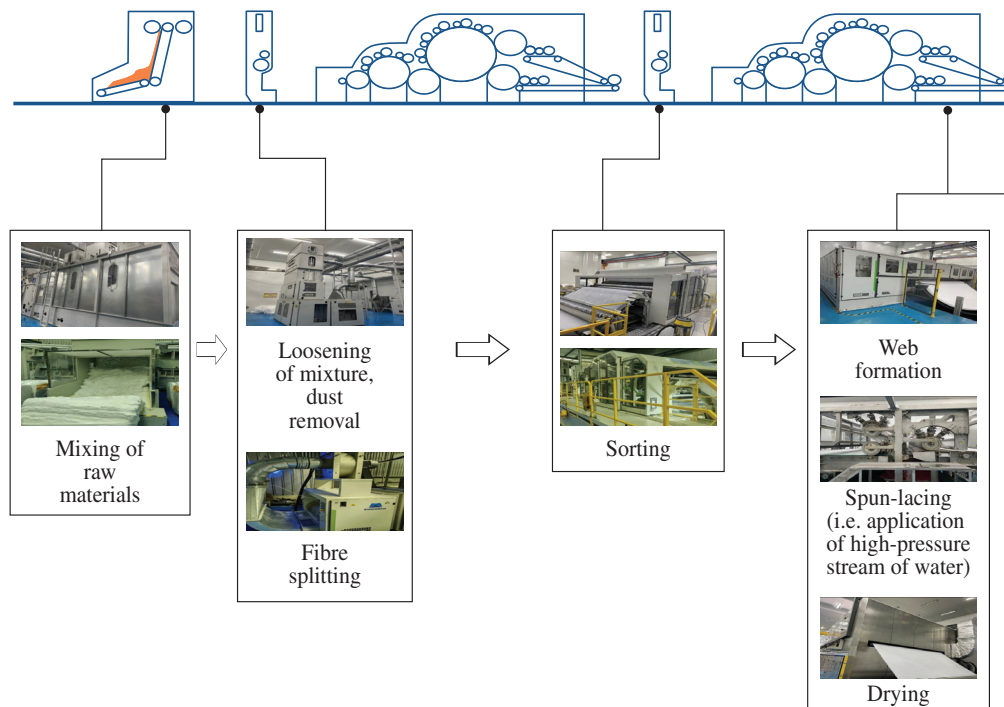 Mixing of
raw
materials
Loosening
of mixture,
dust
removal
Fibre
splitting
Sorting
Web
formation
Spun-lacing
(i.e. application
of high-pressure
stream of water)
Drying